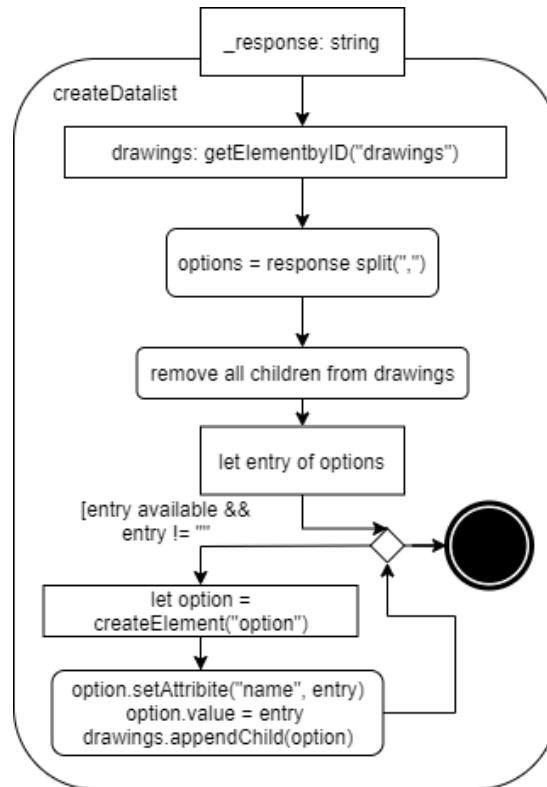 _response: string
createDatalist
drawings: getElementbyID("drawings")
options = response split(",")
remove all children from drawings
let entry of options
[entry available &&
entry != ""
let option =
createElement("option")
option.setAttribite("name", entry)
option.value = entry
drawings.appendChild(option)